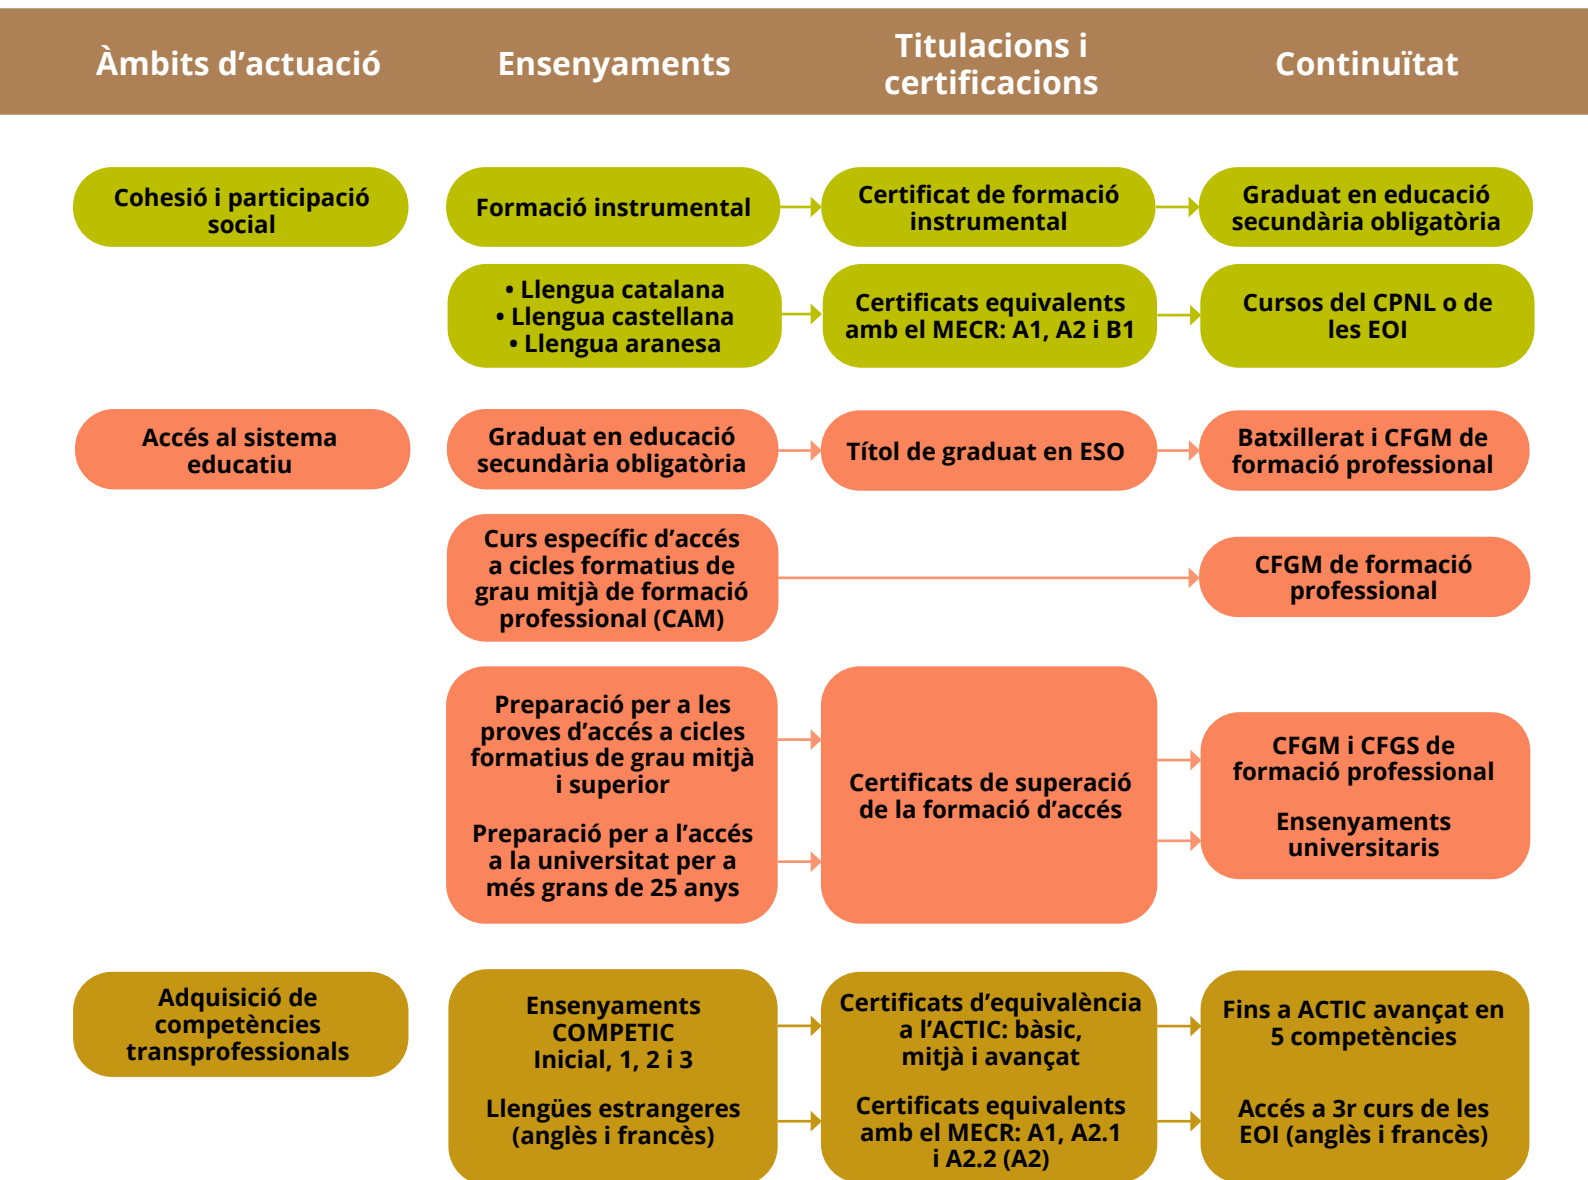 Àmbits d’actuació
Ensenyaments
Titulacions i
certificacions
Continuïtat
Cohesió i participació
social
Formació instrumental
Certificat de formació
instrumental
Graduat en educació
secundària obligatòria
• Llengua catalana
• Llengua castellana
• Llengua aranesa
Certificats equivalents
amb el MECR: A1, A2 i B1
Cursos del CPNL o de
les EOI
Accés al sistema
educatiu
Graduat en educació
secundària obligatòria
Títol de graduat en ESO
Batxillerat i CFGM de
formació professional
Curs específic d’accés
a cicles formatius de
grau mitjà de formació
professional (CAM)
CFGM de formació
professional
Preparació per a les
proves d’accés a cicles
formatius de grau mitjà
i superior
Preparació per a l’accés
a la universitat per a
més grans de 25 anys
Certificats de superació
de la formació d’accés
CFGM i CFGS de
formació professional
Ensenyaments
universitaris
Adquisició de
competències
transprofessionals
Ensenyaments
COMPETIC
Inicial, 1, 2 i 3
Llengües estrangeres
(anglès i francès)
Certificats d’equivalència
a l’ACTIC: bàsic,
mitjà i avançat
Certificats equivalents
amb el MECR: A1, A2.1
i A2.2 (A2)
Fins a ACTIC avançat en
5 competències
Accés a 3r curs de les
EOI (anglès i francès)